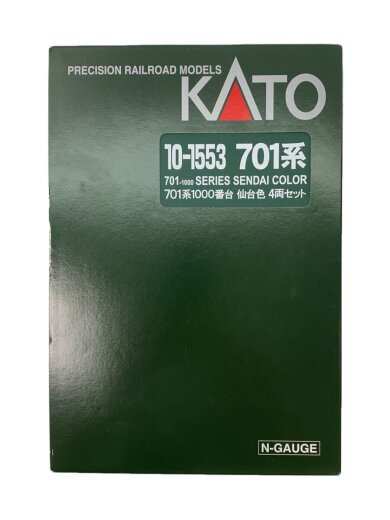 PRECISION RAILROAD MODELS
KATO
10-1553 701系
701-1000 SERIES SENDAI COLOR
701系1000番台 仙台色 4両セット
N-GAUGE